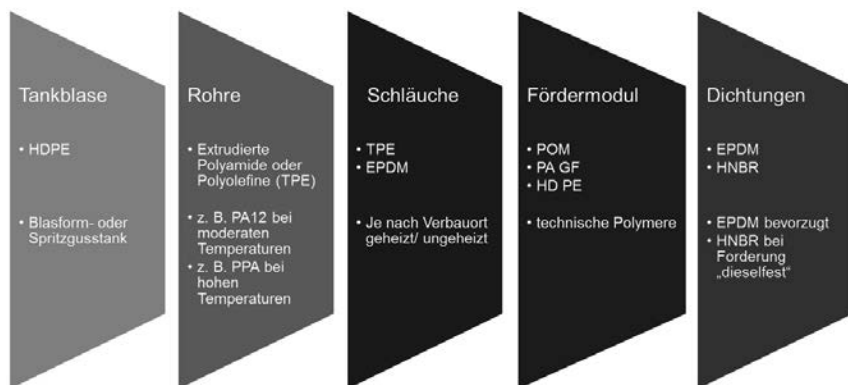 Tankblase
• HDPE
• Blasform- oder
Spritzgusstank
Rohre
• Extrudierte
Polyamide oder
Polyolefine (TPE)
• z. B. PA12 bei
moderaten
Temperaturen
• z. B. PPA bei
hohen
Temperaturen
Schläuche
• TPE
• EPDM
• Je nach Verbauort
geheizt/ ungeheizt
Fördermodul
• POM
• PA GF
• HD PE
• technische Polymere
Dichtungen
• EPDM
• HNBR
• EPDM bevorzugt
• HNBR bei
Forderung
„dieselfest“